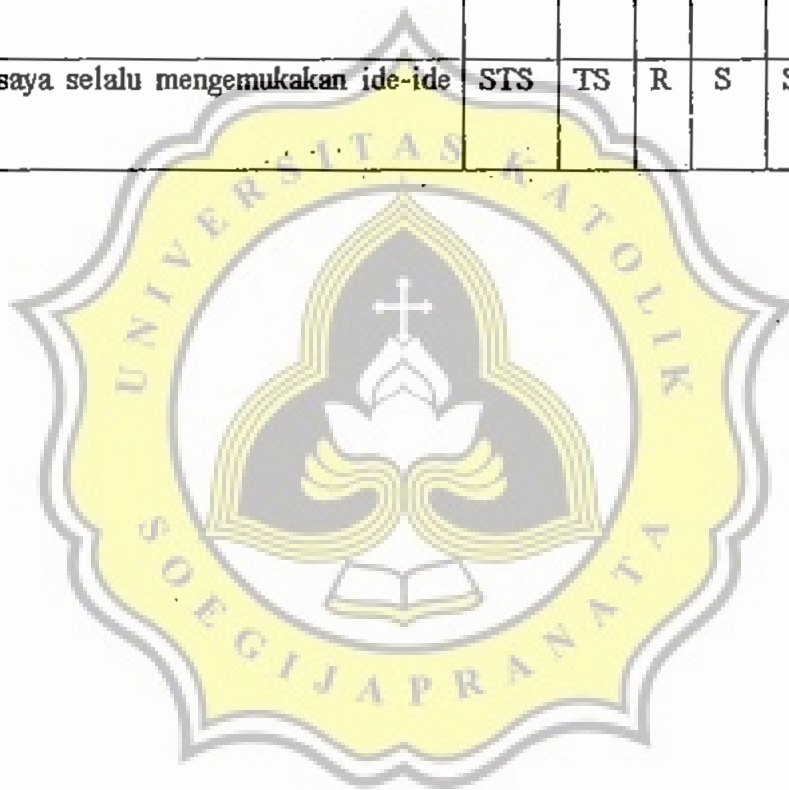 saya selalu mengemukakan ide-ide STS TS R S S
UNIVERSITAS KATOLIK
SOEGIJAPRANATA